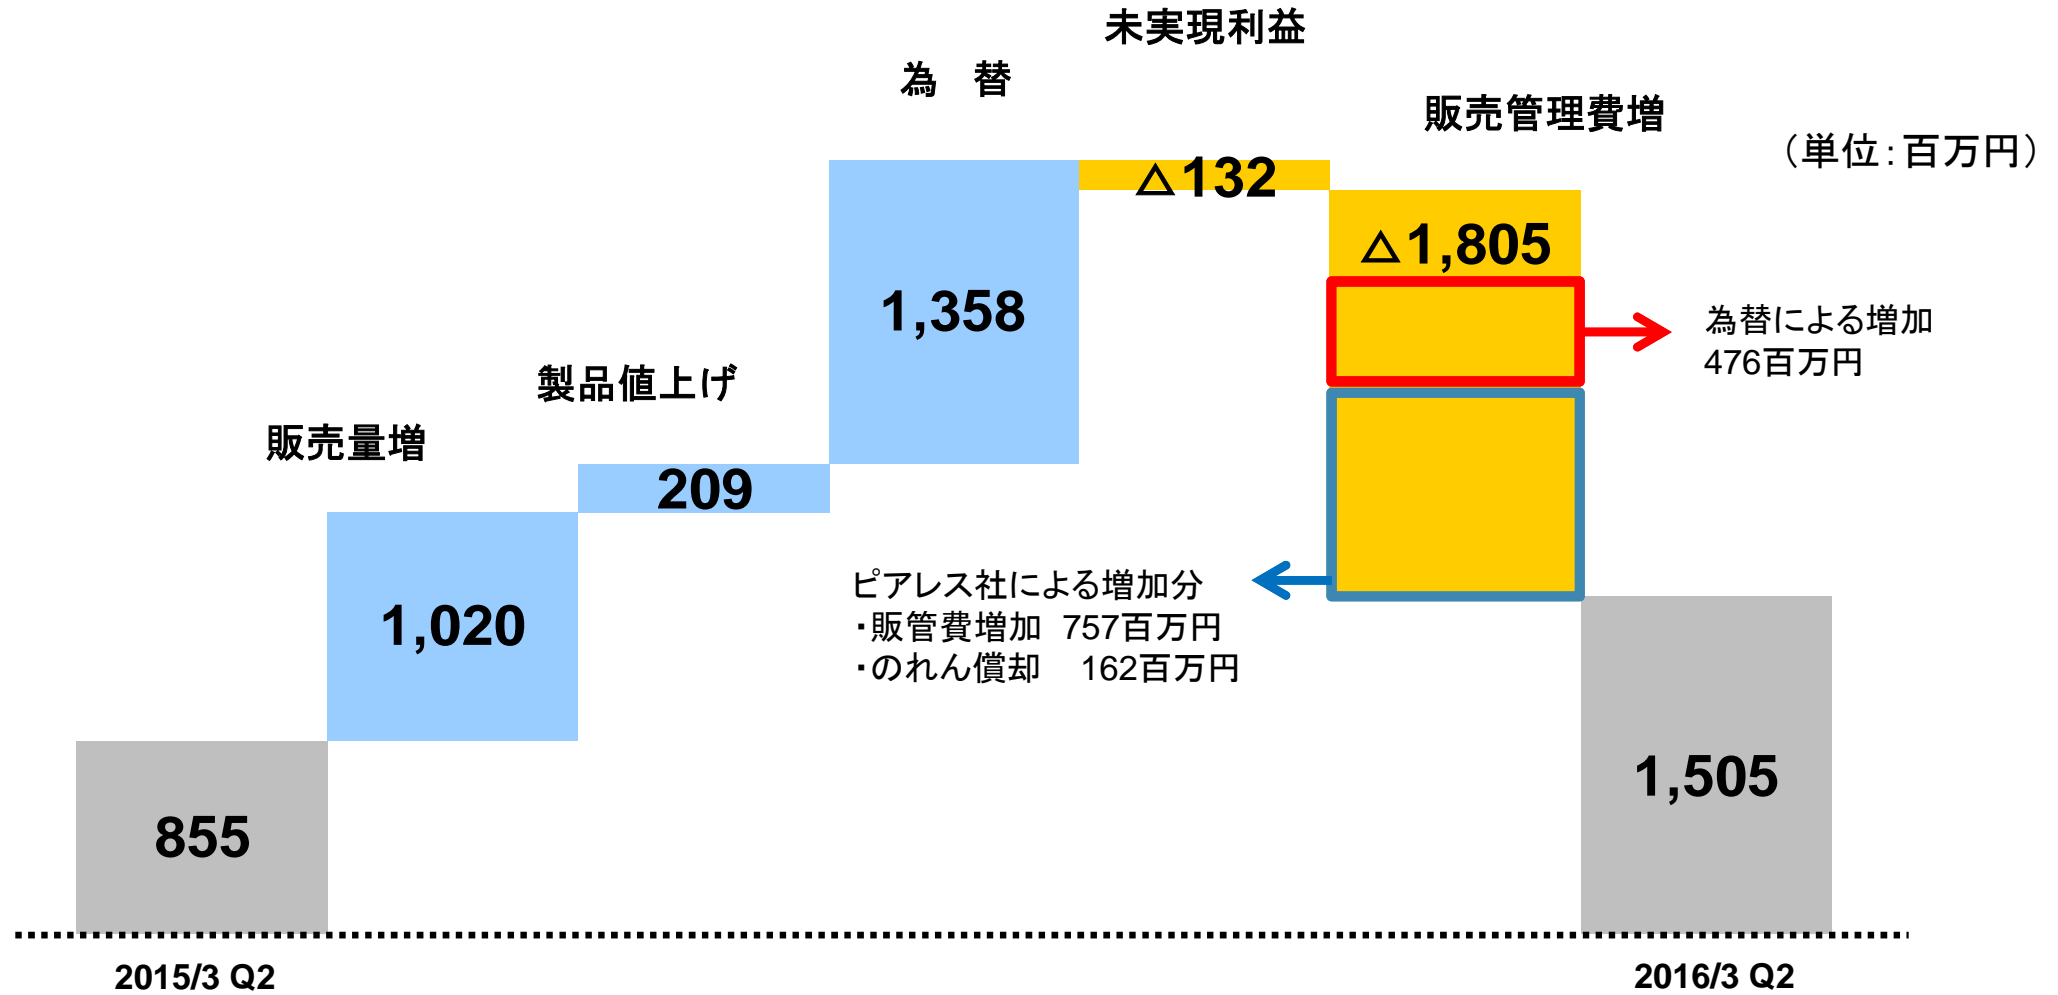 未実現利益
為　替
販売管理費増
（単位：百万円）
△132
△1,805
1,358
為替による増加
476百万円
製品値上げ
販売量増
209
ピアレス社による増加分
・販管費増加 757百万円
・のれん償却　162百万円
1,020
1,505
855
2015/3 Q2
2016/3 Q2